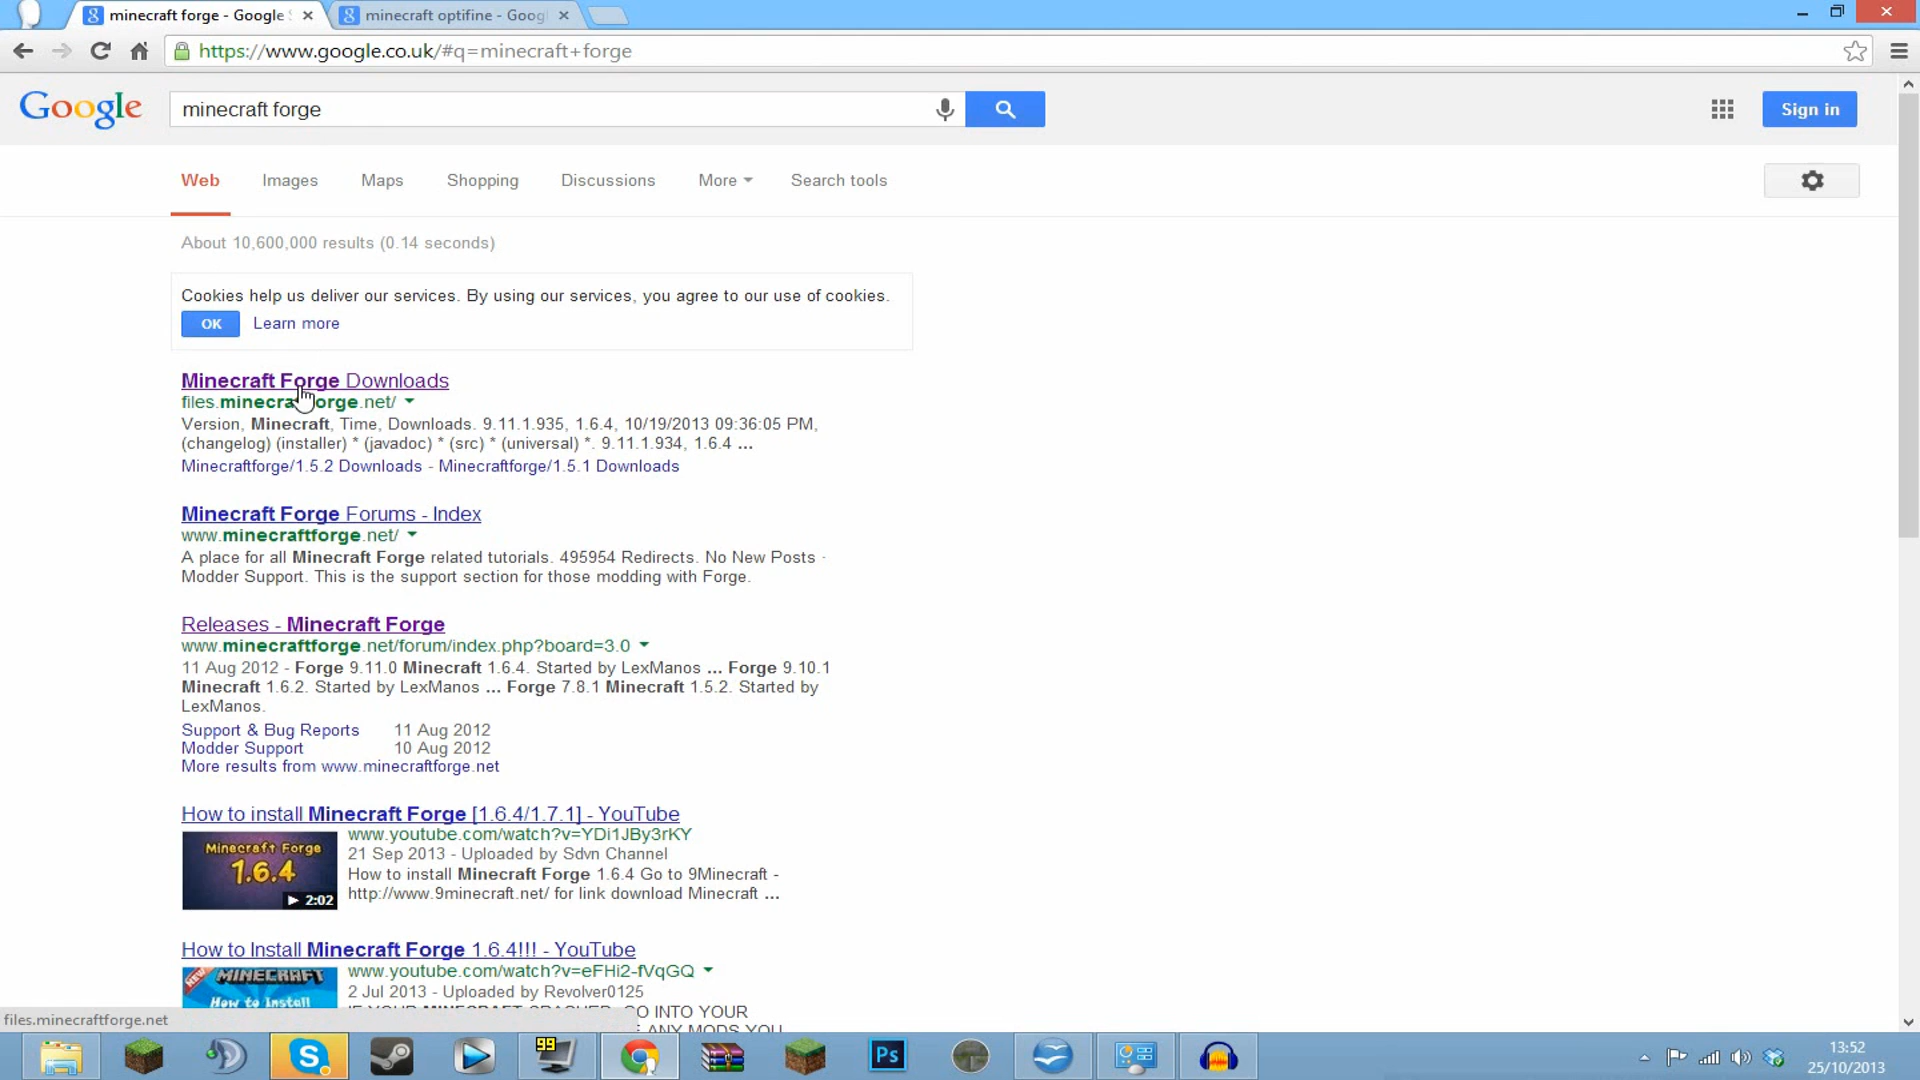 minecraft forge - Google S
minecraft optifine - Goog
https://www.google.co.uk/#q=minecraft+forge
Google
minecraft forge
Sign in
Web
Images
Maps
Shopping
Discussions
More
Search tools
About 10,600,000 results (0.14 seconds)
Cookies help us deliver our services. By using our services, you agree to our use of cookies.
OK
Learn more
Minecraft Forge Downloads
files.minecraftforge.net/
Version, Minecraft, Time, Downloads. 9.11.1.935, 1.6.4, 10/19/2013 09:36:05 PM,
(changelog) (installer) * (javadoc) * (src) * (universal) *. 9.11.1.934, 1.6.4 ...
Minecraftforge/1.5.2 Downloads - Minecraftforge/1.5.1 Downloads
Minecraft Forge Forums - Index
www.minecraftforge.net/
A place for all Minecraft Forge related tutorials. 495954 Redirects. No New Posts ·
Modder Support. This is the support section for those modding with Forge.
Releases - Minecraft Forge
www.minecraftforge.net/forum/index.php?board=3.0
11 Aug 2012 - Forge 9.11.0 Minecraft 1.6.4. Started by LexManos ... Forge 9.10.1
Minecraft 1.6.2. Started by LexManos ... Forge 7.8.1 Minecraft 1.5.2. Started by
LexManos.
Support & Bug Reports 11 Aug 2012
Modder Support 10 Aug 2012
More results from www.minecraftforge.net
How to install Minecraft Forge [1.6.4/1.7.1] - YouTube
www.youtube.com/watch?v=YDi1JBy3rKY
21 Sep 2013 - Uploaded by Sdvn Channel
How to install Minecraft Forge 1.6.4 Go to 9Minecraft -
http://www.9minecraft.net/ for link download Minecraft ...
Minecraft Forge
1.6.4
2:02
How to Install Minecraft Forge 1.6.4!!! - YouTube
www.youtube.com/watch?v=eFHi2-fVqGQ
2 Jul 2013 - Uploaded by Revolver0125
IF YOUR MINECRAFT CRASHED, GO INTO YOUR
ANY MODS YOU
NEW
MINECRAFT
How to Install
files.minecraftforge.net
99
Ps
13:52
25/10/2013